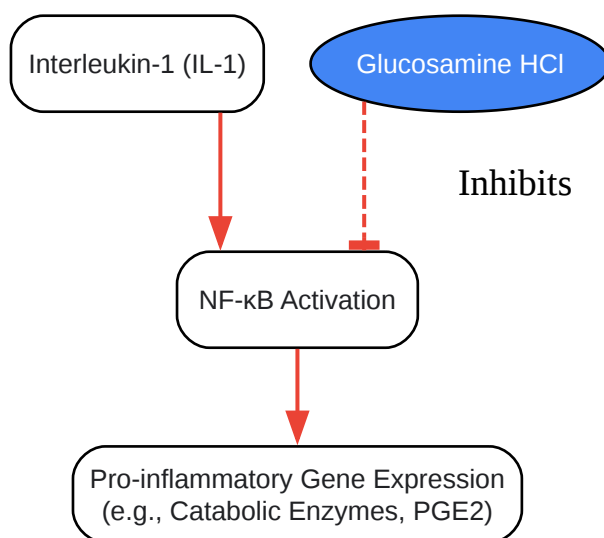 Interleukin-1 (IL-1)
Glucosamine HCl
Inhibits
NF-κB Activation
Pro-inflammatory Gene Expression
(e.g., Catabolic Enzymes, PGE2)